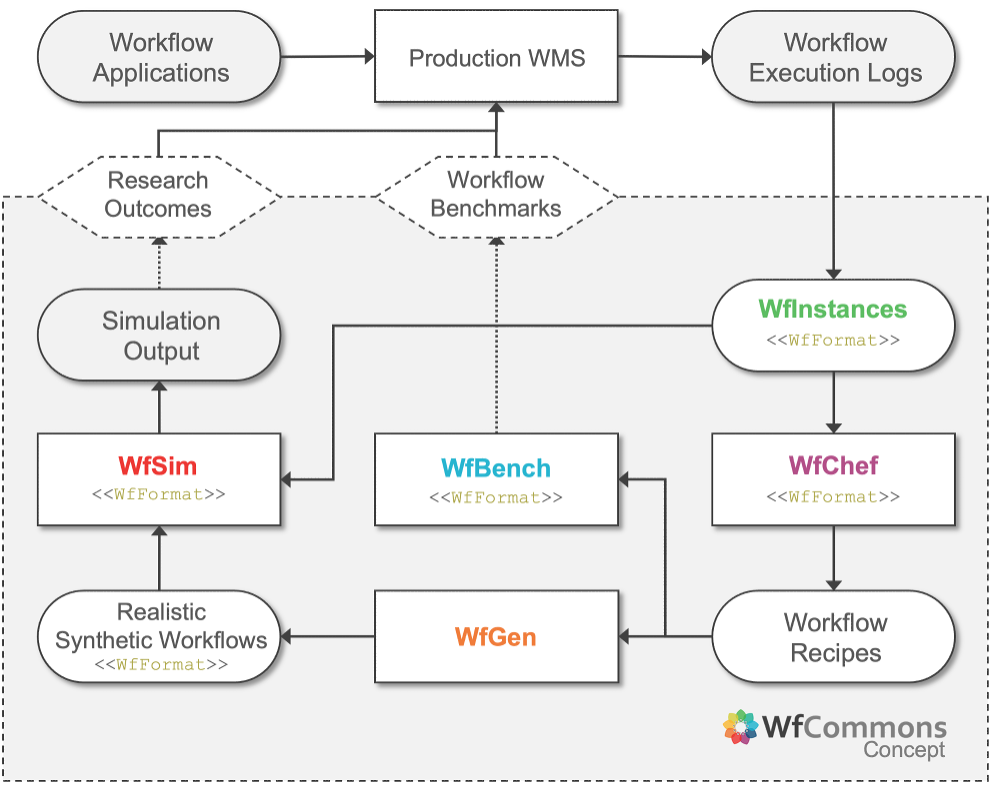 Workflow
Applications
Production WMS
Workflow
Execution Logs
Research
Outcomes
Workflow
Benchmarks
Simulation
Output
WfInstances
<<WfFormat>>
WfSim
<<WfFormat>>
WfBench
<<WfFormat>>
WfChef
<<WfFormat>>
Realistic
Synthetic Workflows
<<WfFormat>>
WfGen
Workflow
Recipes
WfCommons
Concept